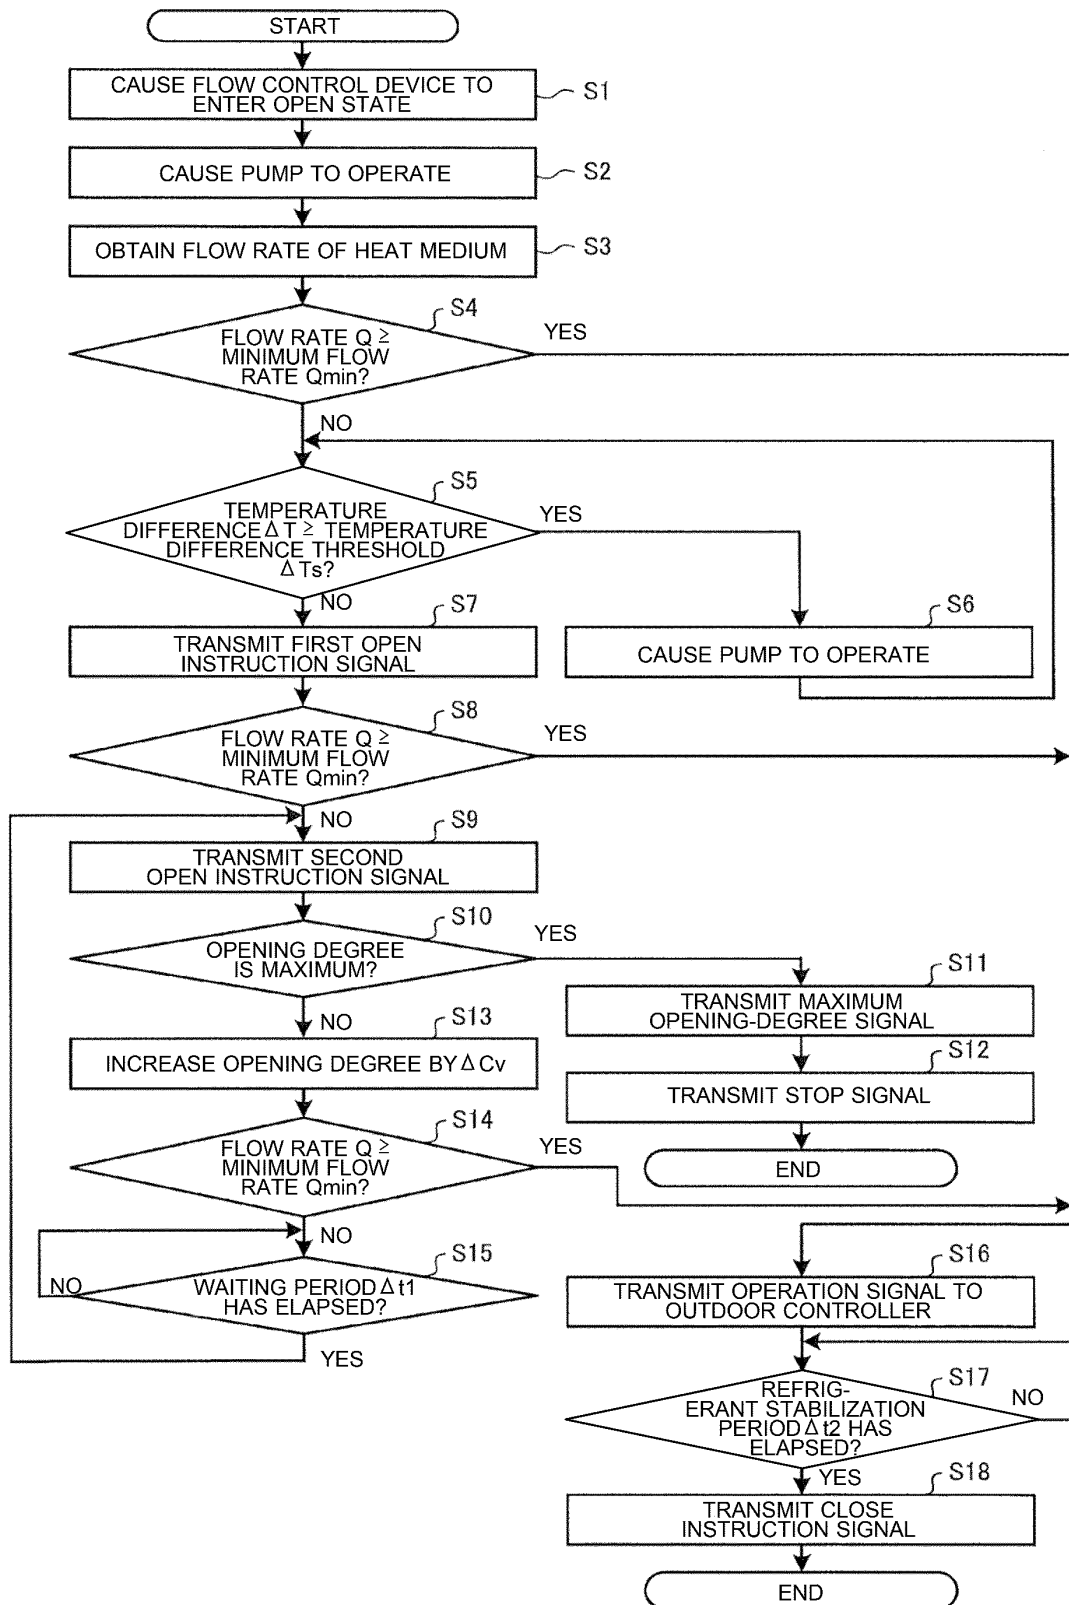 START
CAUSE FLOW CONTROL DEVICE TO
ENTER OPEN STATE
S1
CAUSE PUMP TO OPERATE
S2
OBTAIN FLOW RATE OF HEAT MEDIUM
S3
S4
FLOW RATE Q ≥
MINIMUM FLOW
RATE Qmin?
YES
NO
S5
TEMPERATURE
DIFFERENCE Δ T ≥ TEMPERATURE
DIFFERENCE THRESHOLD
Δ Ts?
YES
NO
S7
TRANSMIT FIRST OPEN
INSTRUCTION SIGNAL
S6
CAUSE PUMP TO OPERATE
S8
FLOW RATE Q ≥
MINIMUM FLOW
RATE Qmin?
YES
NO
S9
TRANSMIT SECOND
OPEN INSTRUCTION SIGNAL
S10
OPENING DEGREE
IS MAXIMUM?
YES
S11
TRANSMIT MAXIMUM
OPENING-DEGREE SIGNAL
NO
S13
INCREASE OPENING DEGREE BY Δ Cv
S12
TRANSMIT STOP SIGNAL
END
S14
FLOW RATE Q ≥
MINIMUM FLOW
RATE Qmin?
YES
NO
S15
WAITING PERIOD Δ t1
HAS ELAPSED?
NO
YES
S16
TRANSMIT OPERATION SIGNAL TO
OUTDOOR CONTROLLER
S17
REFRIG-
ERANT STABILIZATION
PERIOD Δ t2 HAS
ELAPSED?
NO
YES
S18
TRANSMIT CLOSE
INSTRUCTION SIGNAL
END